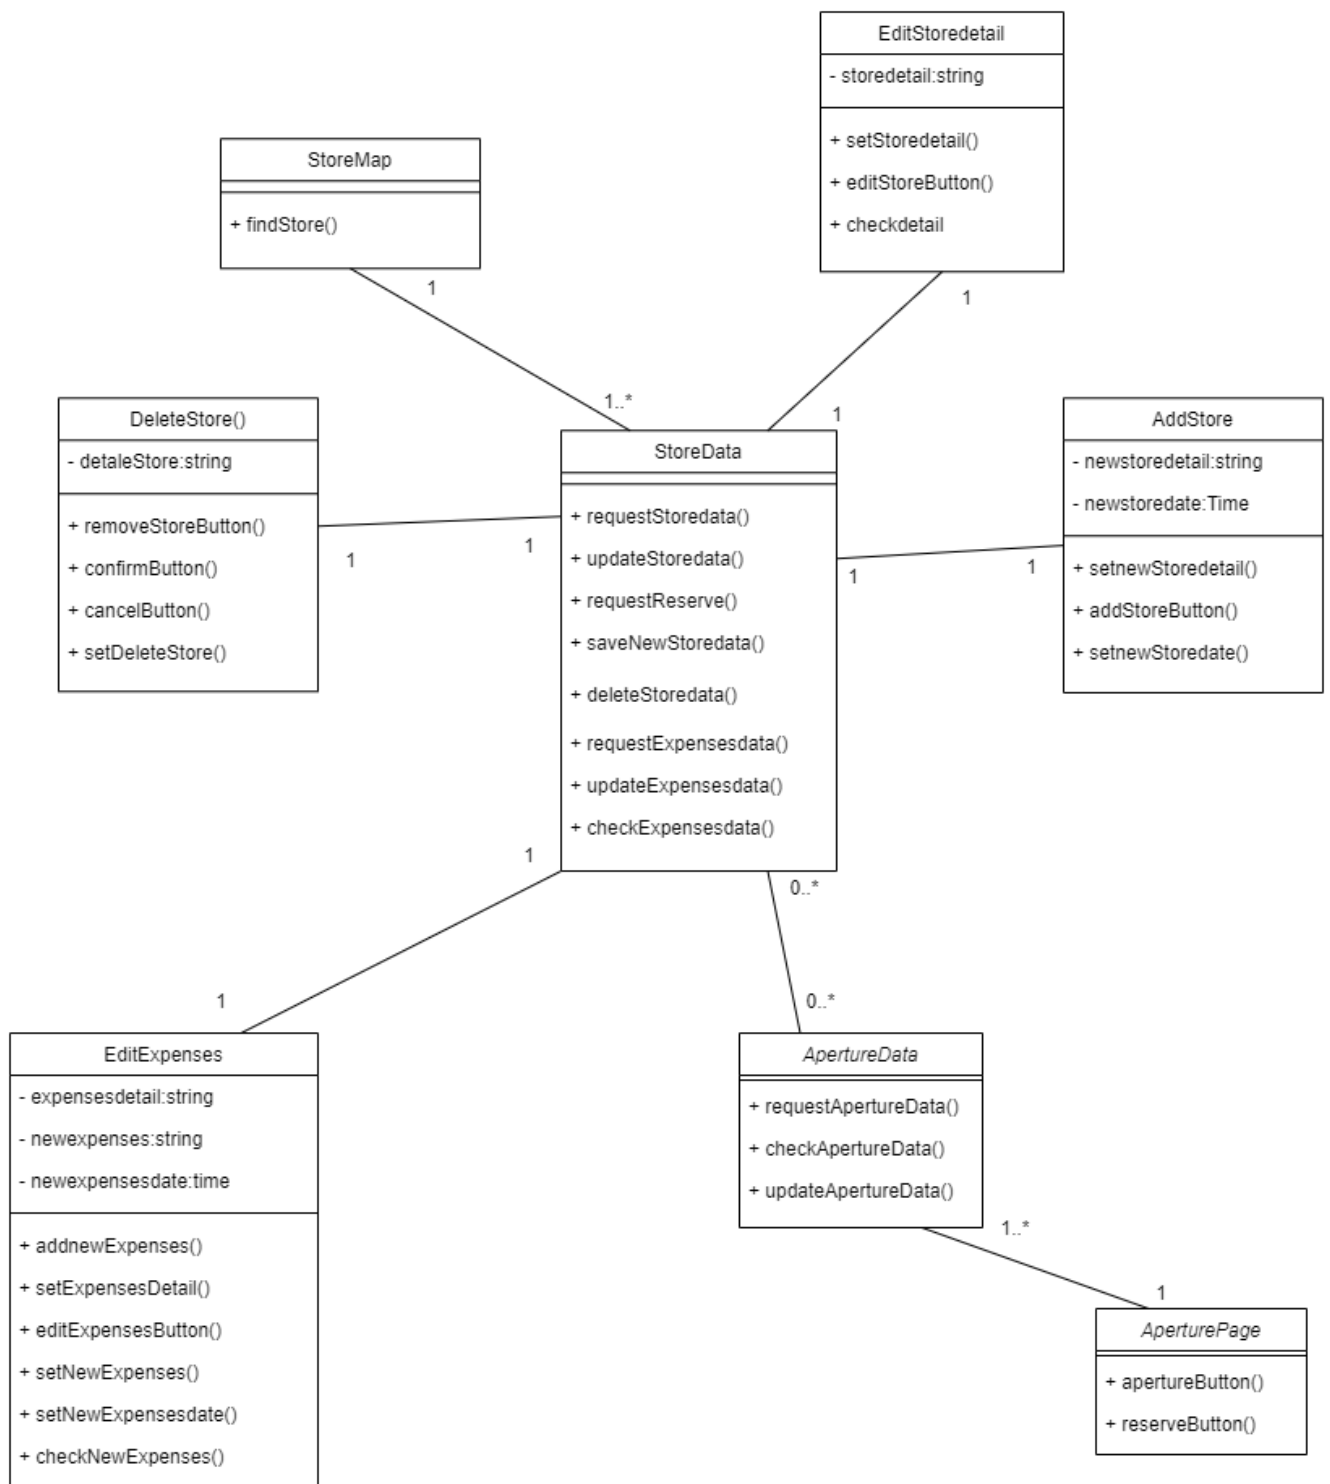 EditStoredetail
- storedetail:string
+ setStoredetail()
+ editStoreButton()
+ checkdetail
1
StoreMap
+ findStore()
1
1..*
1
DeleteStore()
- detaleStore:string
+ removeStoreButton()
+ confirmButton()
+ cancelButton()
+ setDeleteStore()
1
1
StoreData
+ requestStoredata()
+ updateStoredata()
+ requestReserve()
+ saveNewStoredata()
+ deleteStoredata()
+ requestExpensesdata()
+ updateExpensesdata()
+ checkExpensesdata()
1
1
AddStore
- newstoredetail:string
- newstoredate:Time
+ setnewStoredetail()
+ addStoreButton()
+ setnewStoredate()
1
0..*
1
0..*
EditExpenses
- expensesdetail:string
- newexpenses:string
- newexpensesdate:time
+ addnewExpenses()
+ setExpensesDetail()
+ editExpensesButton()
+ setNewExpenses()
+ setNewExpensesdate()
+ checkNewExpenses()
ApertureData
+ requestApertureData()
+ checkApertureData()
+ updateApertureData()
1..*
1
AperturePage
+ apertureButton()
+ reserveButton()